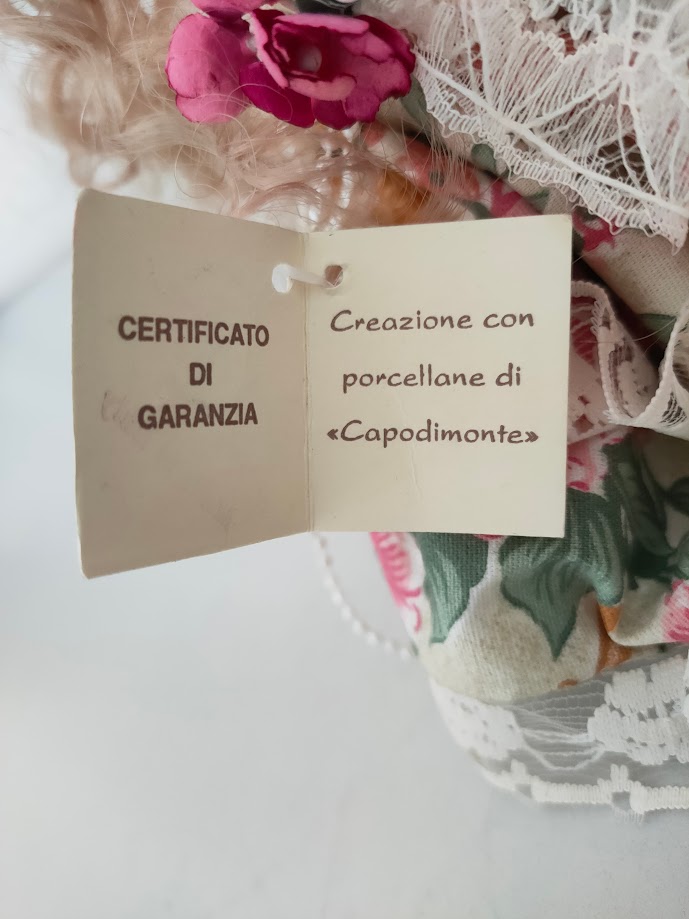 CERTIFICATO
DI
GARANZIA
Creazione con
porcellane di
«Capodimonte»